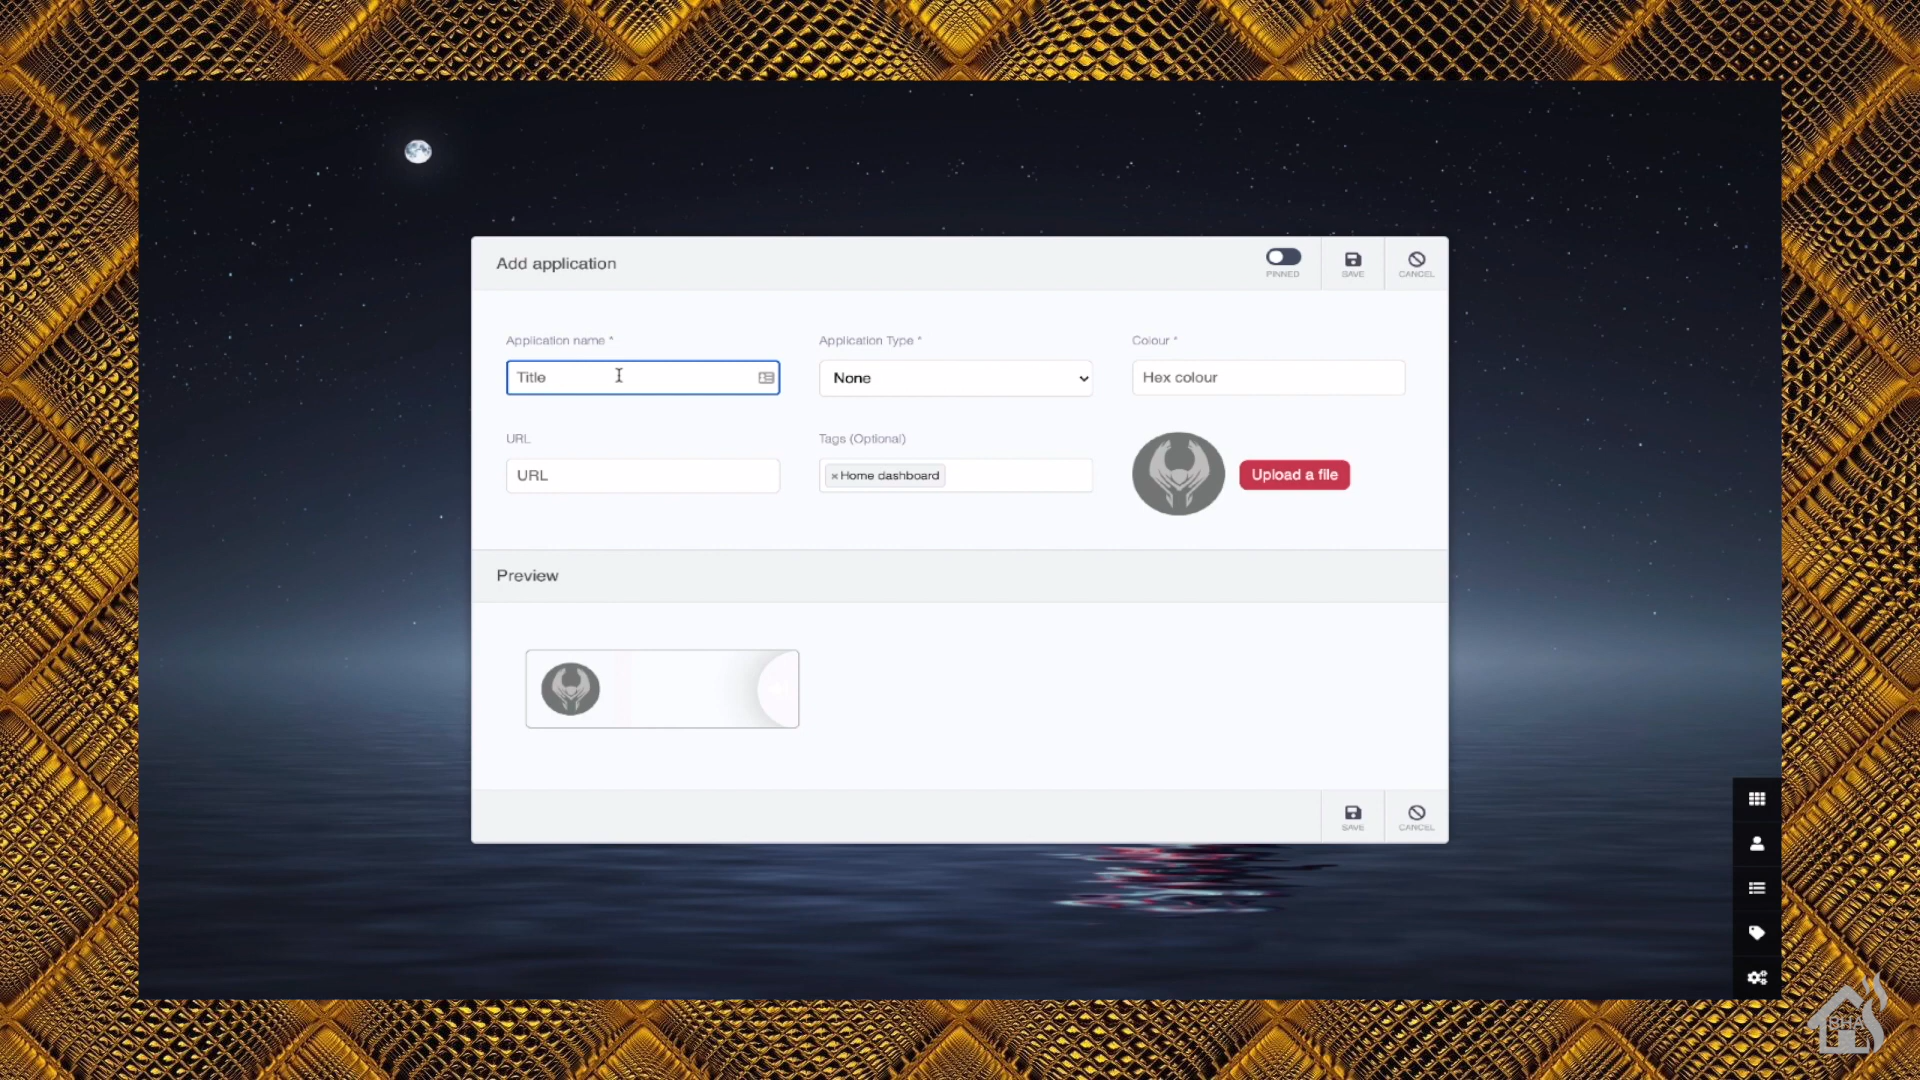 Add application
PINNED
SAVE
CANCEL
Application name *
Application Type *
Colour *
Title
None
Hex colour
URL
Tags (Optional)
URL
×Home dashboard
Upload a file
Preview
SAVE
CANCEL
BHA